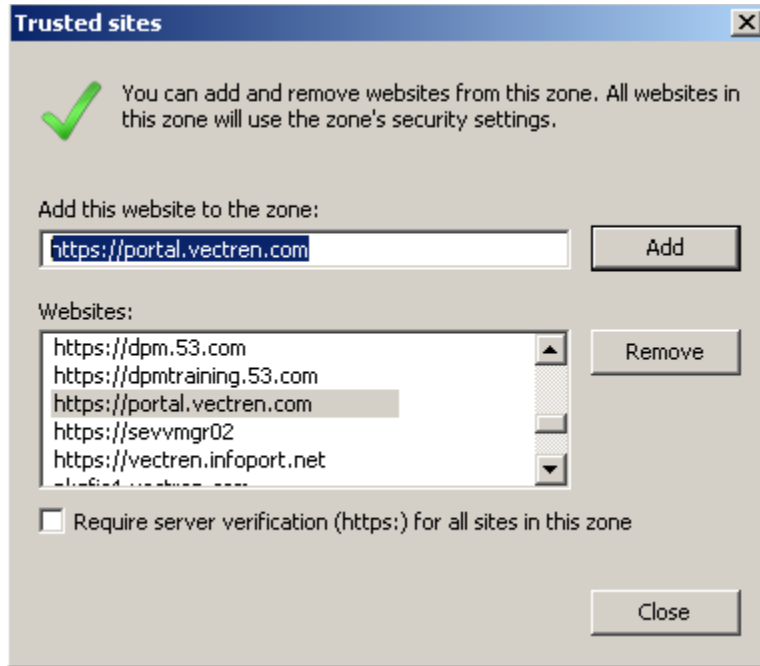 Trusted sites
You can add and remove websites from this zone. All websites in
this zone will use the zone's security settings.
Add this website to the zone:
https://portal.vectren.com
Add
Websites:
https://dpm.53.com
https://dpmtraining.53.com
https://portal.vectren.com
https://sevvmgr02
https://vectren.infoport.net
Remove
Require server verification (https:) for all sites in this zone
Close